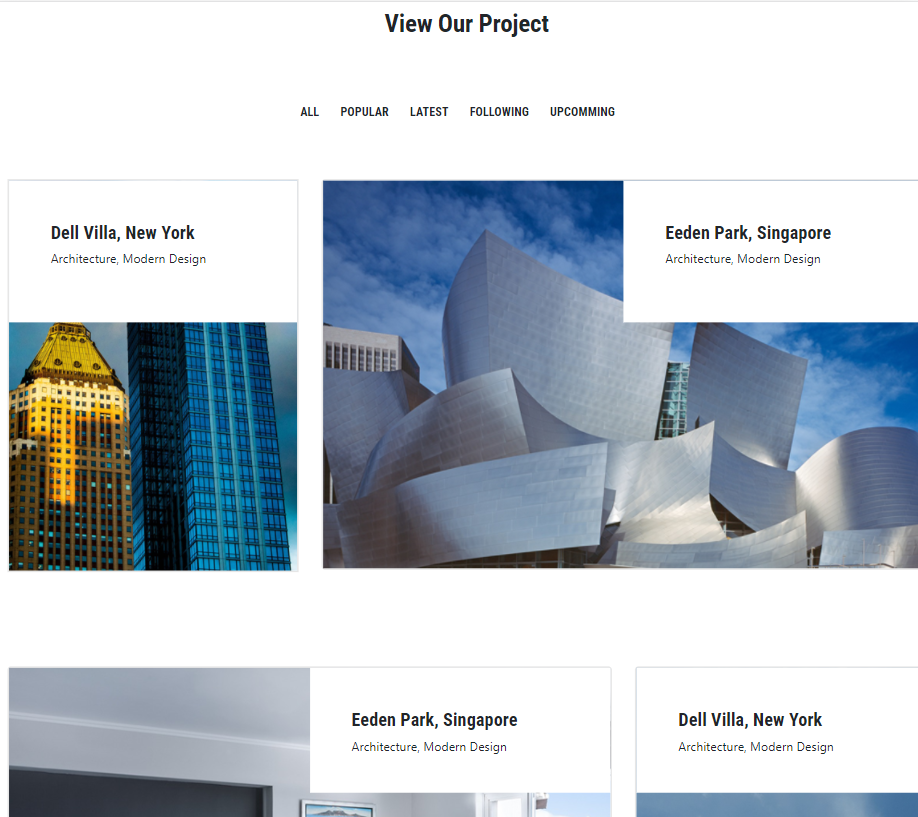 View Our Project
ALL POPULAR LATEST FOLLOWING UPCOMMING
Dell Villa, New York
Architecture, Modern Design
Eeden Park, Singapore
Architecture, Modern Design
Eeden Park, Singapore
Architecture, Modern Design
Dell Villa, New York
Architecture, Modern Design